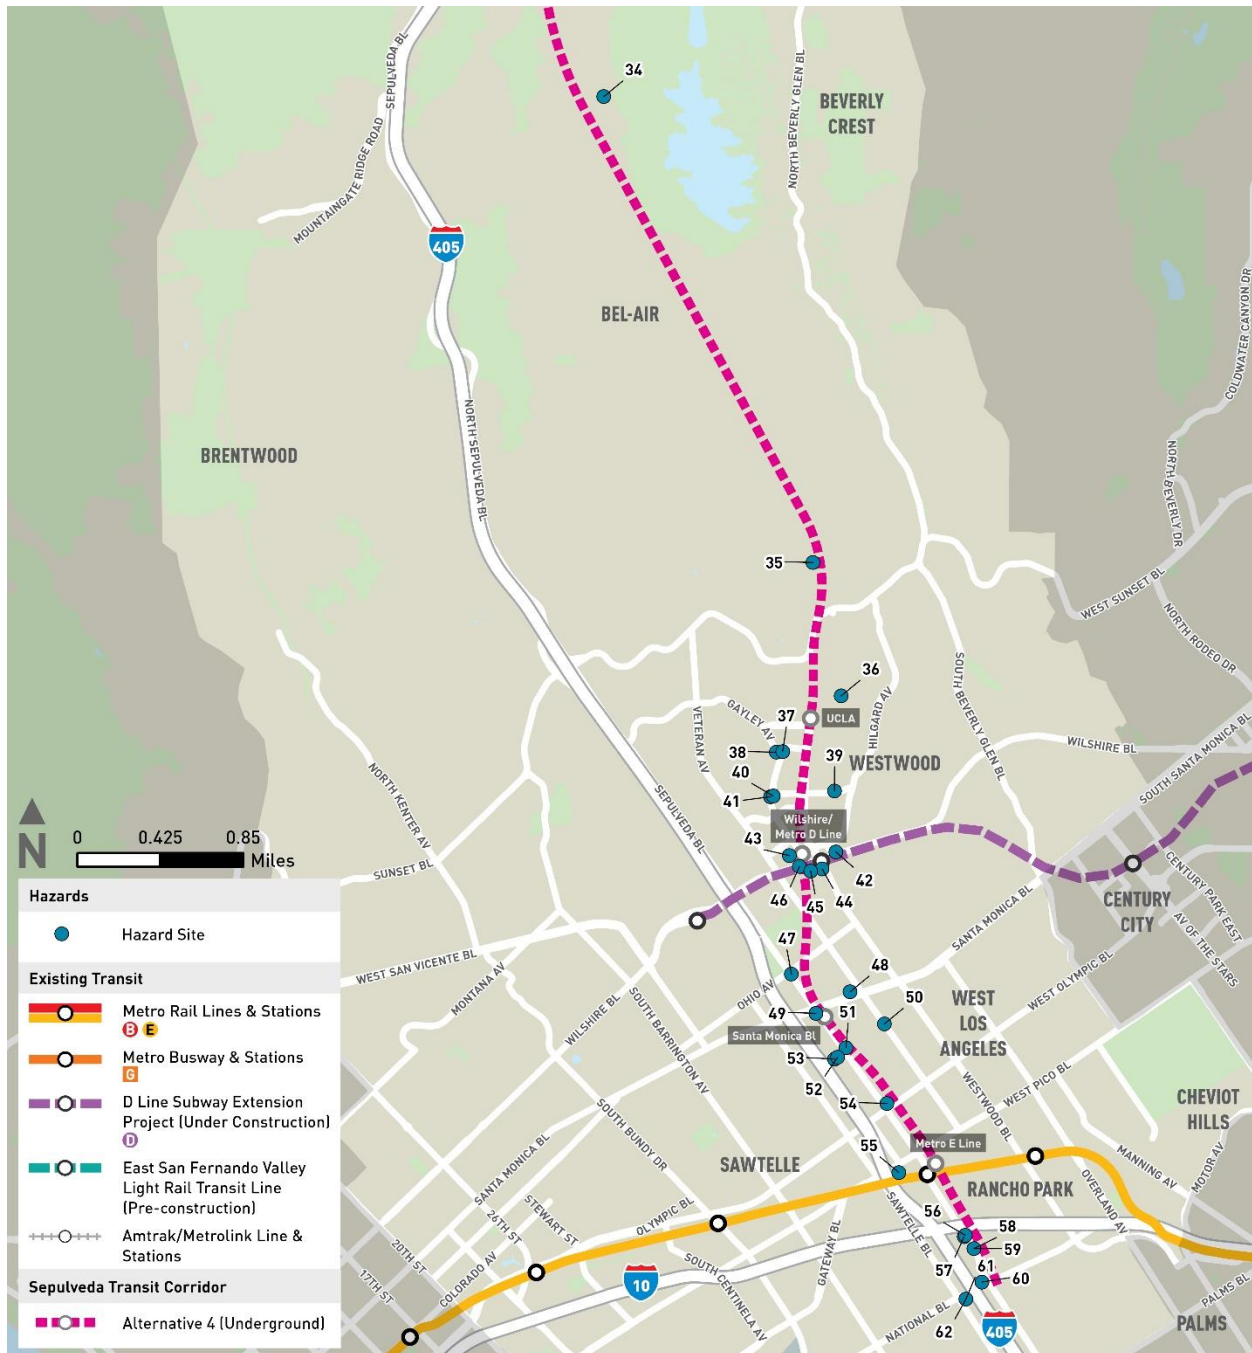 SEPULVEDA BL
34
NORTH BEVERLY GLEN BL
BEVERLY
CREST
MOUNTAINGATE RIDGE ROAD
405
COLDWATER CANYON DR
BEL-AIR
NORTH SEPULVEDA BL
BRENTWOOD
NORTH BEVERLY DR
35
WEST SUNSET BL
NORTH RODEO DR
36
SOUTH BEVERLY GLEN BL
HILGARD AV
GAYLEY AV
37
UCLA
VETERAN AV
38
39
WESTWOOD
WILSHIRE BL
SOUTH SANTA MONICA BL
40
41
NORTH KENTER AV
SEPULVEDA BL
Wilshire/
Metro D Line
43
42
N
0
0.425
0.85
Miles
SUNSET BL
46
45
44
CENTURY
CITY
CENTURY PARK EAST
AV OF THE STARS
SANTA MONICA BL
WEST SAN VICENTE BL
MONTANA AV
47
48
WEST OLYMPIC BL
OHIO AV
WILSHIRE BL
SOUTH BARRINGTON AV
50
WEST
LOS
ANGELES
49
51
Santa Monica Bl
53
52
WEST PICO BL
54
WESTWOOD BL
CHEVIOT
HILLS
SOUTH BUNDY DR
Metro E Line
SANTA MONICA BL
SAWTELLE
55
MANNING AV
MOTOR AV
RANCHO PARK
OVERLAND AV
26TH ST
STEWART ST
OLYMPIC BL
SAWTELLE BL
56
58
20TH ST
COLORADO AV
GATEWAY BL
57
59
17TH ST
10
SOUTH CENTINELA AV
61
60
PALMS BL
NATIONAL BL
62
405
PALMS
Hazards
Hazard Site
Existing Transit
Metro Rail Lines & Stations
B E
Metro Busway & Stations
G
D Line Subway Extension
Project (Under Construction)
D
East San Fernando Valley
Light Rail Transit Line
(Pre-construction)
Amtrak/Metrolink Line &
Stations
Sepulveda Transit Corridor
Alternative 4 (Underground)